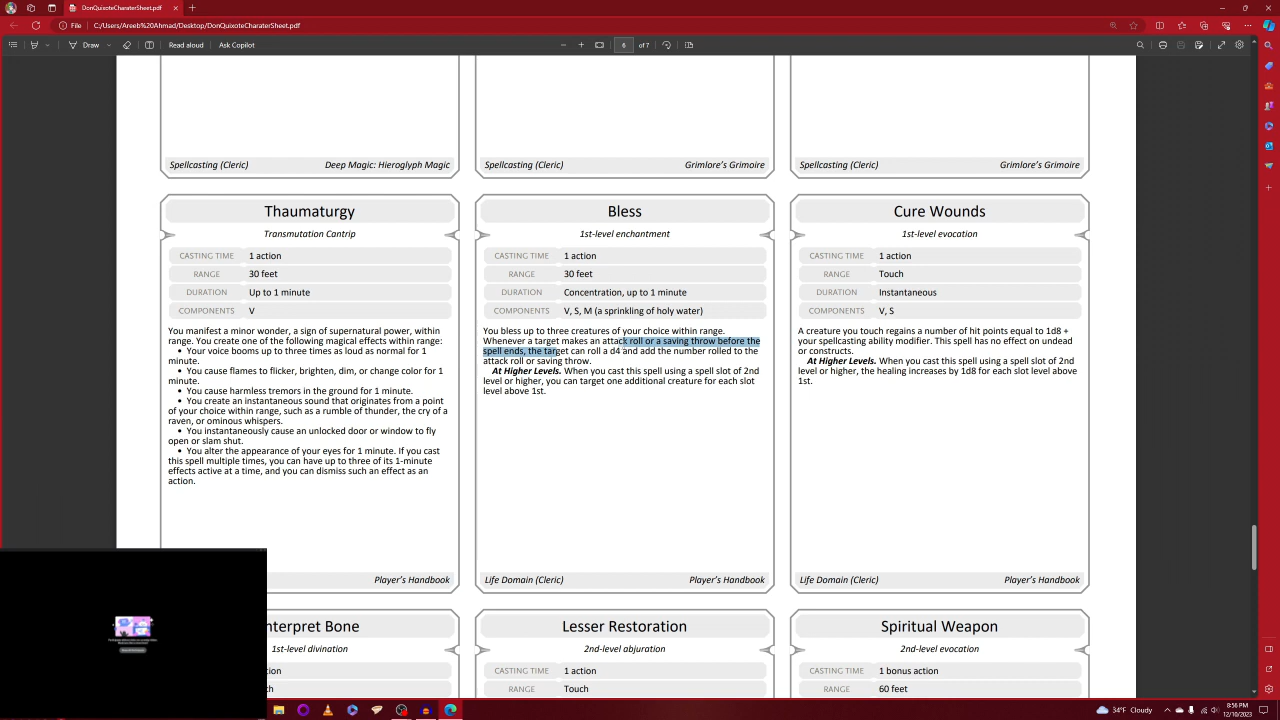 DonQuixoteCharaterSheet.pdf
File
C:/Users/Areeb%20Ahmad/Desktop/DonQuixoteCharaterSheet.pdf
Draw
Read aloud
Ask Copilot
6
of 7
Spellcasting (Cleric)
Deep Magic: Hieroglyph Magic
Spellcasting (Cleric)
Grimlore's Grimoire
Spellcasting (Cleric)
Grimlore's Grimoire
Thaumaturgy
Transmutation Cantrip
CASTING TIME 1 action
RANGE 30 feet
DURATION Up to 1 minute
COMPONENTS V
You manifest a minor wonder, a sign of supernatural power, within
range. You create one of the following magical effects within range:
• Your voice booms up to three times as loud as normal for 1
minute.
• You cause flames to flicker, brighten, dim, or change color for 1
minute.
• You cause harmless tremors in the ground for 1 minute.
• You create an instantaneous sound that originates from a point
of your choice within range, such as a rumble of thunder, the cry of a
raven, or ominous whispers.
• You instantaneously cause an unlocked door or window to fly
open or slam shut.
• You alter the appearance of your eyes for 1 minute. If you cast
this spell multiple times, you can have up to three of its 1-minute
effects active at a time, and you can dismiss such an effect as an
action.
Player's Handbook
Bless
1st-level enchantment
CASTING TIME 1 action
RANGE 30 feet
DURATION Concentration, up to 1 minute
COMPONENTS V, S, M (a sprinkling of holy water)
You bless up to three creatures of your choice within range.
Whenever a target makes an attack roll or a saving throw before the
spell ends, the target can roll a d4 and add the number rolled to the
attack roll or saving throw.
At Higher Levels. When you cast this spell using a spell slot of 2nd
level or higher, you can target one additional creature for each slot
level above 1st.
Life Domain (Cleric)
Player's Handbook
Cure Wounds
1st-level evocation
CASTING TIME 1 action
RANGE Touch
DURATION Instantaneous
COMPONENTS V, S
A creature you touch regains a number of hit points equal to 1d8 +
your spellcasting ability modifier. This spell has no effect on undead
or constructs.
At Higher Levels. When you cast this spell using a spell slot of 2nd
level or higher, the healing increases by 1d8 for each slot level above
1st.
Life Domain (Cleric)
Player's Handbook
nterpret Bone
1st-level divination
Lesser Restoration
2nd-level abjuration
CASTING TIME 1 action
RANGE Touch
Spiritual Weapon
2nd-level evocation
CASTING TIME 1 bonus action
RANGE 60 feet
34°F Cloudy
8:56 PM
12/10/2023